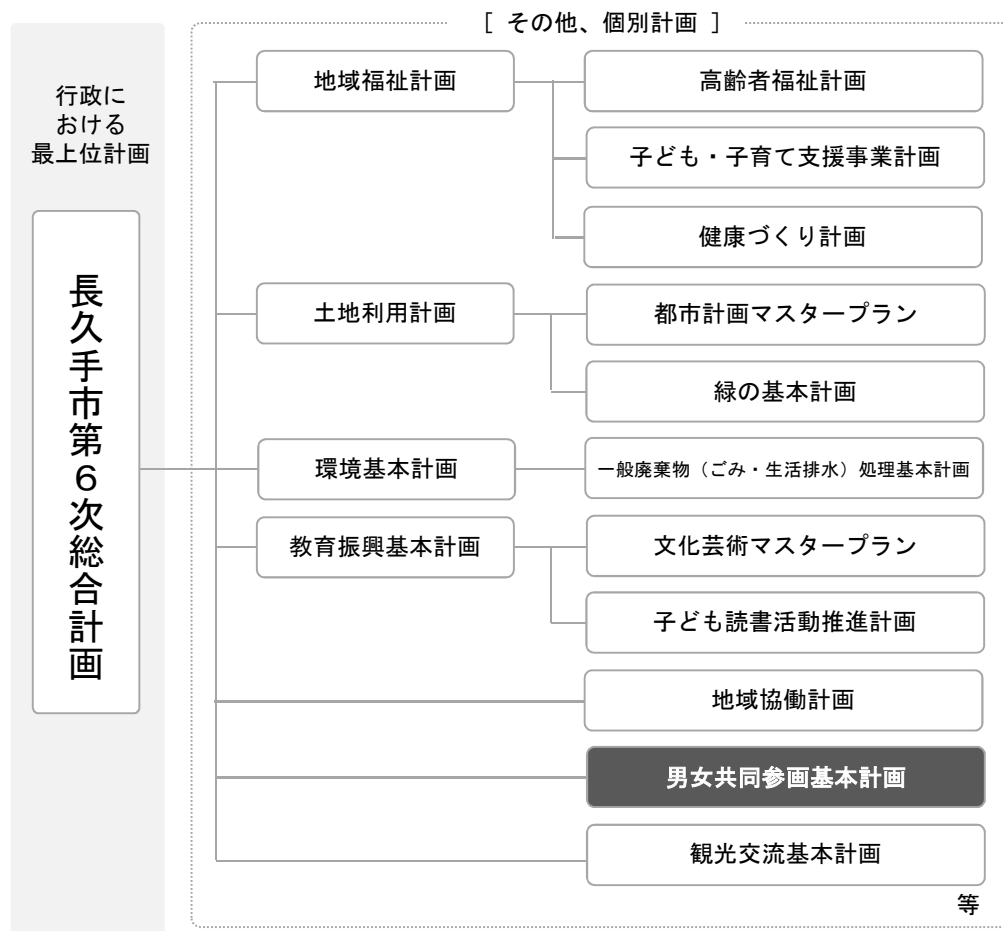 [ その他、個別計画 ]
行政に
おける
最上位計画
長久手市第６次総合計画
地域福祉計画
高齢者福祉計画
子ども・子育て支援事業計画
健康づくり計画
土地利用計画
都市計画マスタープラン
緑の基本計画
環境基本計画
一般廃棄物（ごみ・生活排水）処理基本計画
教育振興基本計画
文化芸術マスタープラン
子ども読書活動推進計画
地域協働計画
男女共同参画基本計画
観光交流基本計画
等